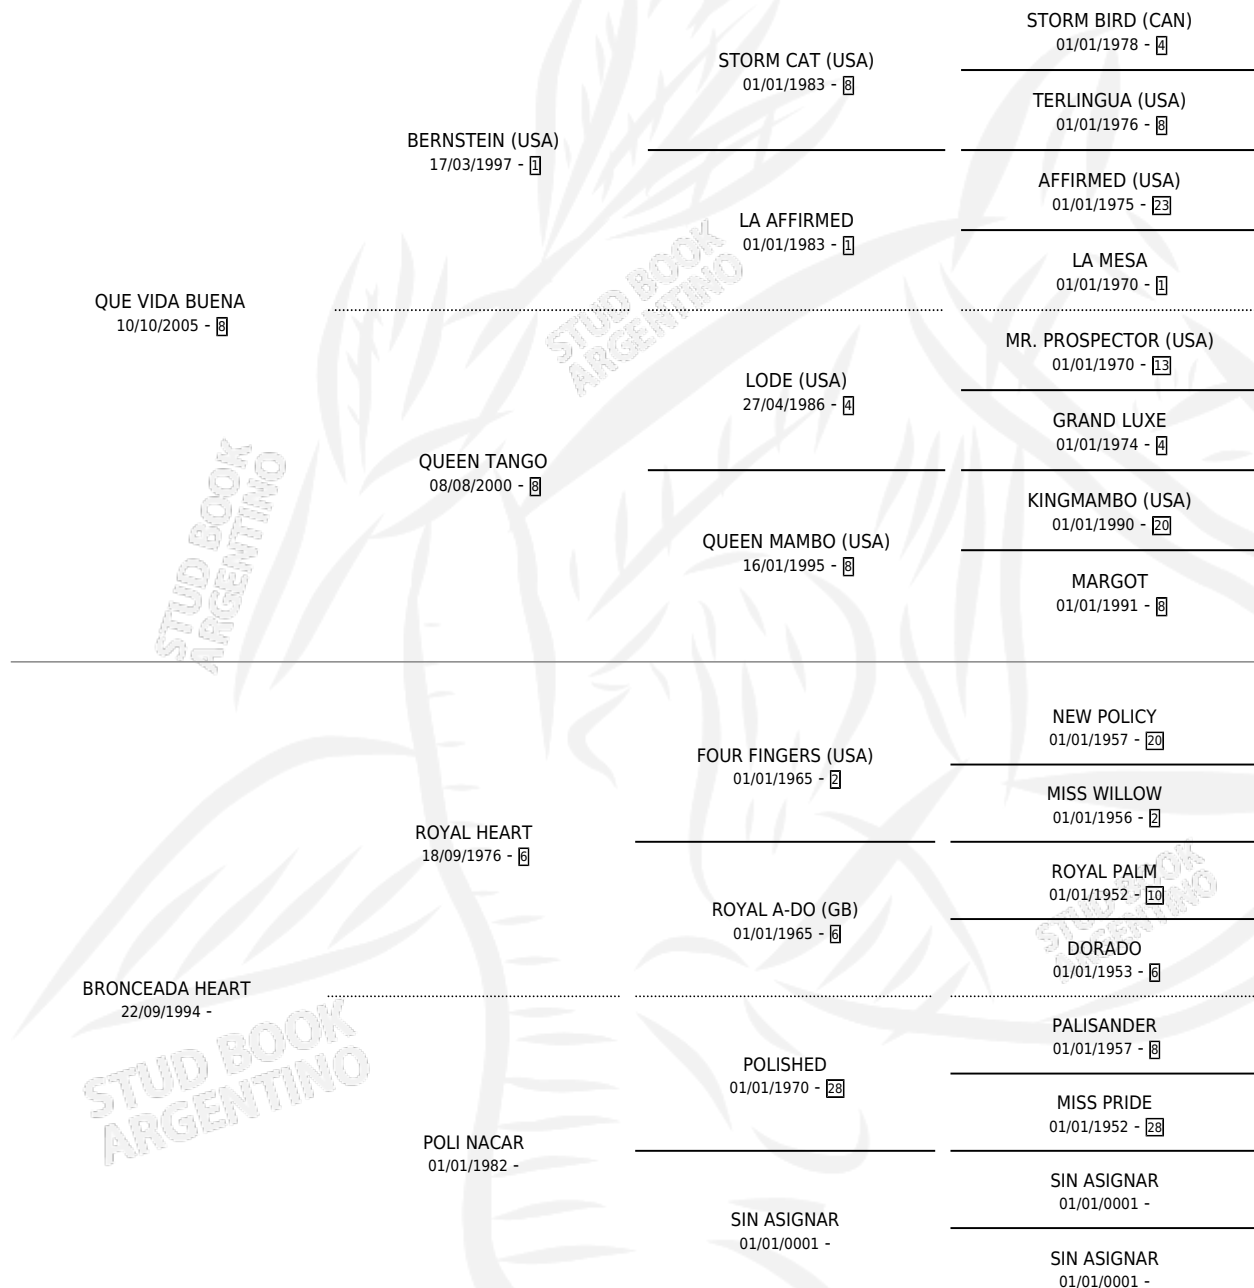 STORM BIRD (CAN)
01/01/1978 - 4
STORM CAT (USA)
01/01/1983 - 8
TERLINGUA (USA)
01/01/1976 - 8
BERNSTEIN (USA)
17/03/1997 - 1
AFFIRMED (USA)
01/01/1975 - 23
LA AFFIRMED
01/01/1983 - 1
LA MESA
01/01/1970 - 1
QUE VIDA BUENA
10/10/2005 - 8
MR. PROSPECTOR (USA)
01/01/1970 - 13
LODE (USA)
27/04/1986 - 4
GRAND LUXE
01/01/1974 - 4
QUEEN TANGO
08/08/2000 - 8
KINGMAMBO (USA)
01/01/1990 - 20
QUEEN MAMBO (USA)
16/01/1995 - 8
MARGOT
01/01/1991 - 8
NEW POLICY
01/01/1957 - 20
FOUR FINGERS (USA)
01/01/1965 - 2
MISS WILLOW
01/01/1956 - 2
ROYAL HEART
18/09/1976 - 6
ROYAL PALM
01/01/1952 - 10
ROYAL A-DO (GB)
01/01/1965 - 6
DORADO
01/01/1953 - 6
BRONCEADA HEART
22/09/1994 -
PALISANDER
01/01/1957 - 8
POLISHED
01/01/1970 - 28
MISS PRIDE
01/01/1952 - 28
POLI NACAR
01/01/1982 -
SIN ASIGNAR
01/01/0001 -
SIN ASIGNAR
01/01/0001 -
SIN ASIGNAR
01/01/0001 -
STUD BOOK
ARGENTINO
STUD BOOK
ARGENTINO
STUD BOOK
ARGENTINO
STUD BOOK
ARGENTINO